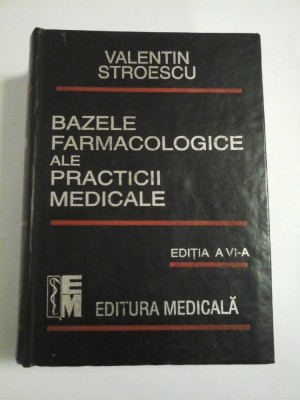 VALENTIN
STROESCU
BAZELE
FARMACOLOGICE
ALE
PRACTICII
MEDICALE
EDIȚIA A VI-A
EM EDITURA MEDICALĂ